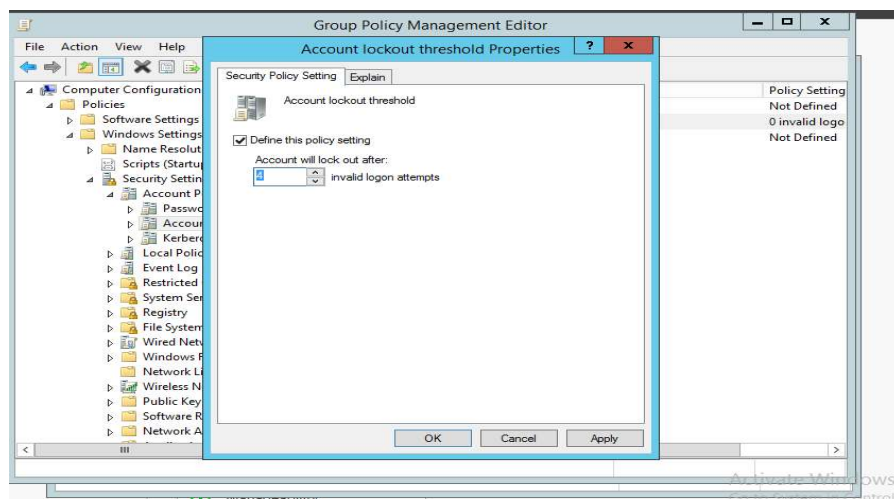 Group Policy Management Editor
File Action View Help
Account lockout threshold Properties
?
x
Computer Configuration
Policies
Software Settings
Windows Settings
Name Resolut
Scripts (Startu
Security Settin
Account P
Passwo
Accour
Kerber
Local Polic
Event Log
Restricted
System Ser
Registry
File System
Wired Netv
Windows F
Network Li
Wireless N
Public Key
Software R
Network A
Security Policy Setting
Explain
Account lockout threshold
Define this policy setting
Account will lock out after:
4 invalid logon attempts
OK Cancel Apply
Policy Setting
Not Defined
0 invalid logo
Not Defined
Activate Windows